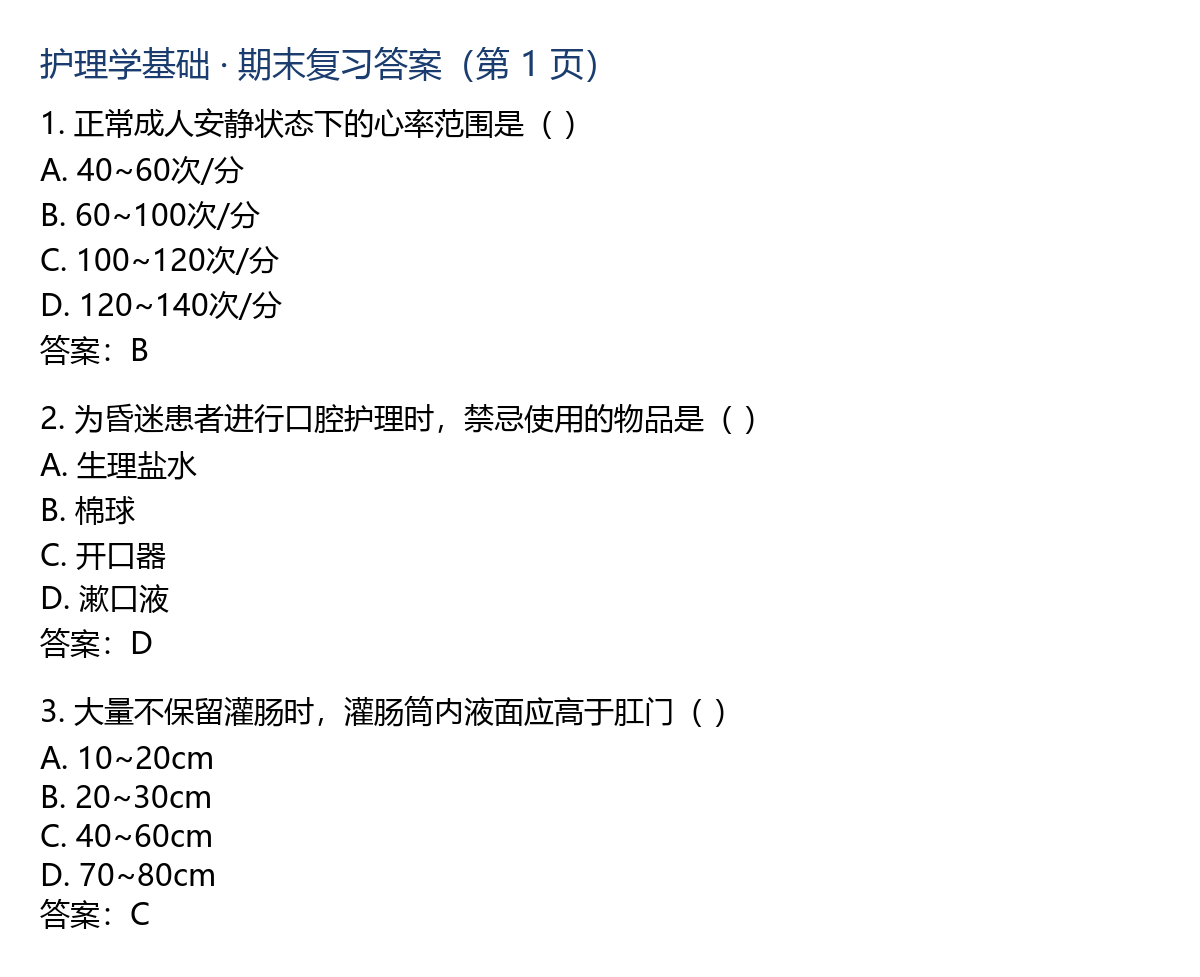 护理学基础 · 期末复习答案（第 1 页）
1. 正常成人安静状态下的心率范围是（ ）
A. 40~60次/分
B. 60~100次/分
C. 100~120次/分
D. 120~140次/分
答案：B
2. 为昏迷患者进行口腔护理时，禁忌使用的物品是（ ）
A. 生理盐水
B. 棉球
C. 开口器
D. 漱口液
答案：D
3. 大量不保留灌肠时，灌肠筒内液面应高于肛门（ ）
A. 10~20cm
B. 20~30cm
C. 40~60cm
D. 70~80cm
答案：C